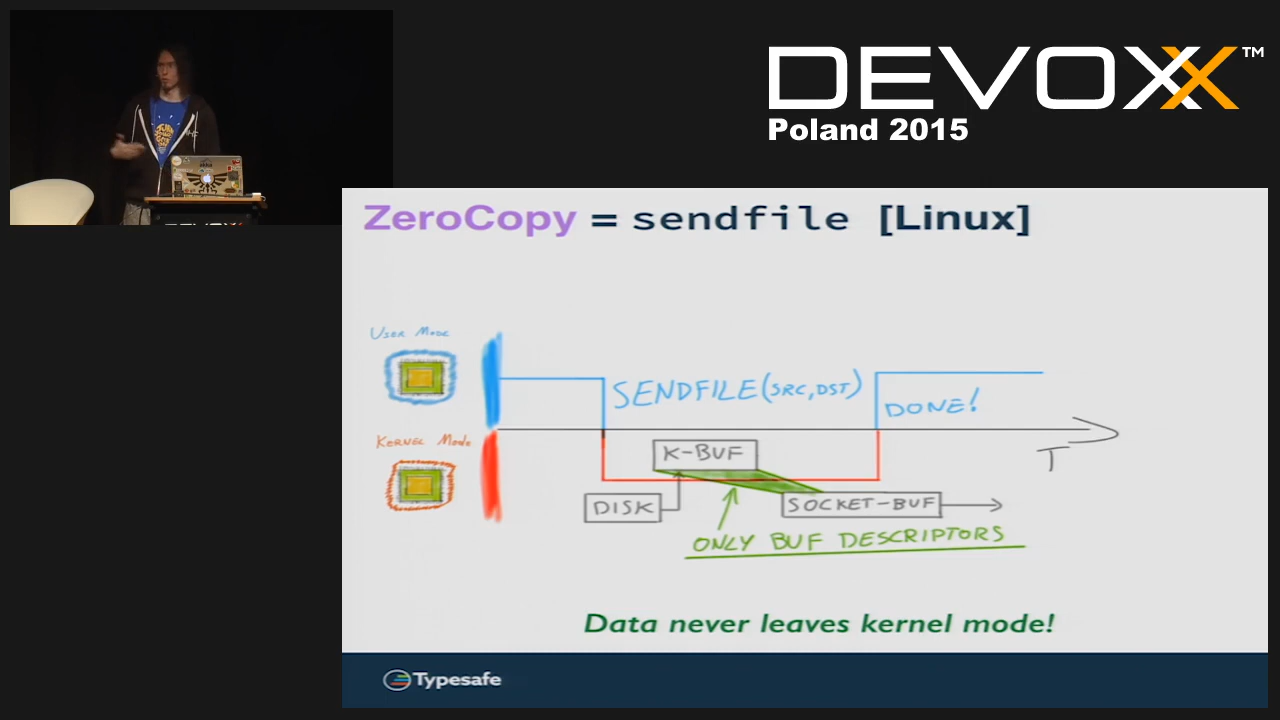 DEVOXX™
Poland 2015
ZeroCopy = sendfile [Linux]
USER MODE
SENDFILE(SRC,DST)
DONE!
KERNEL MODE
K-BUF
T
DISK
SOCKET-BUF
ONLY BUF DESCRIPTORS
Data never leaves kernel mode!
Typesafe